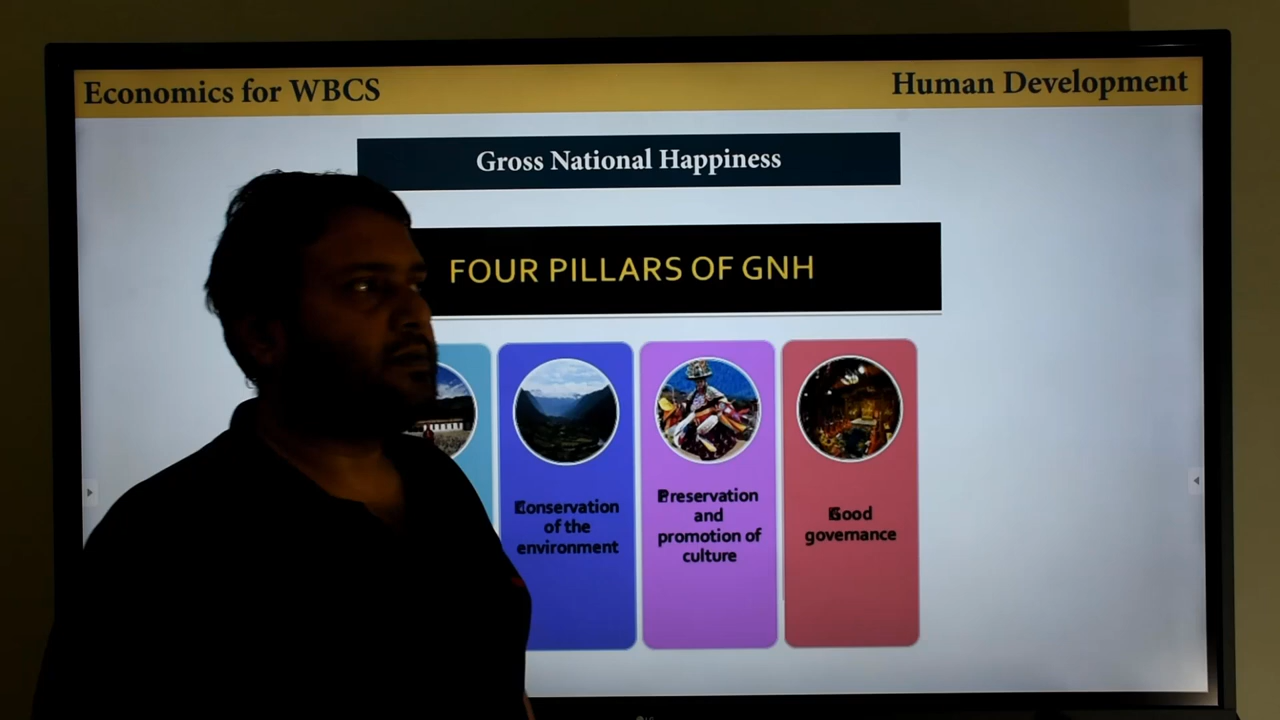 Economics for WBCS
Human Development
Gross National Happiness
FOUR PILLARS OF GNH
Conservation
of the
environment
Preservation
and
promotion of
culture
Good
governance
LG